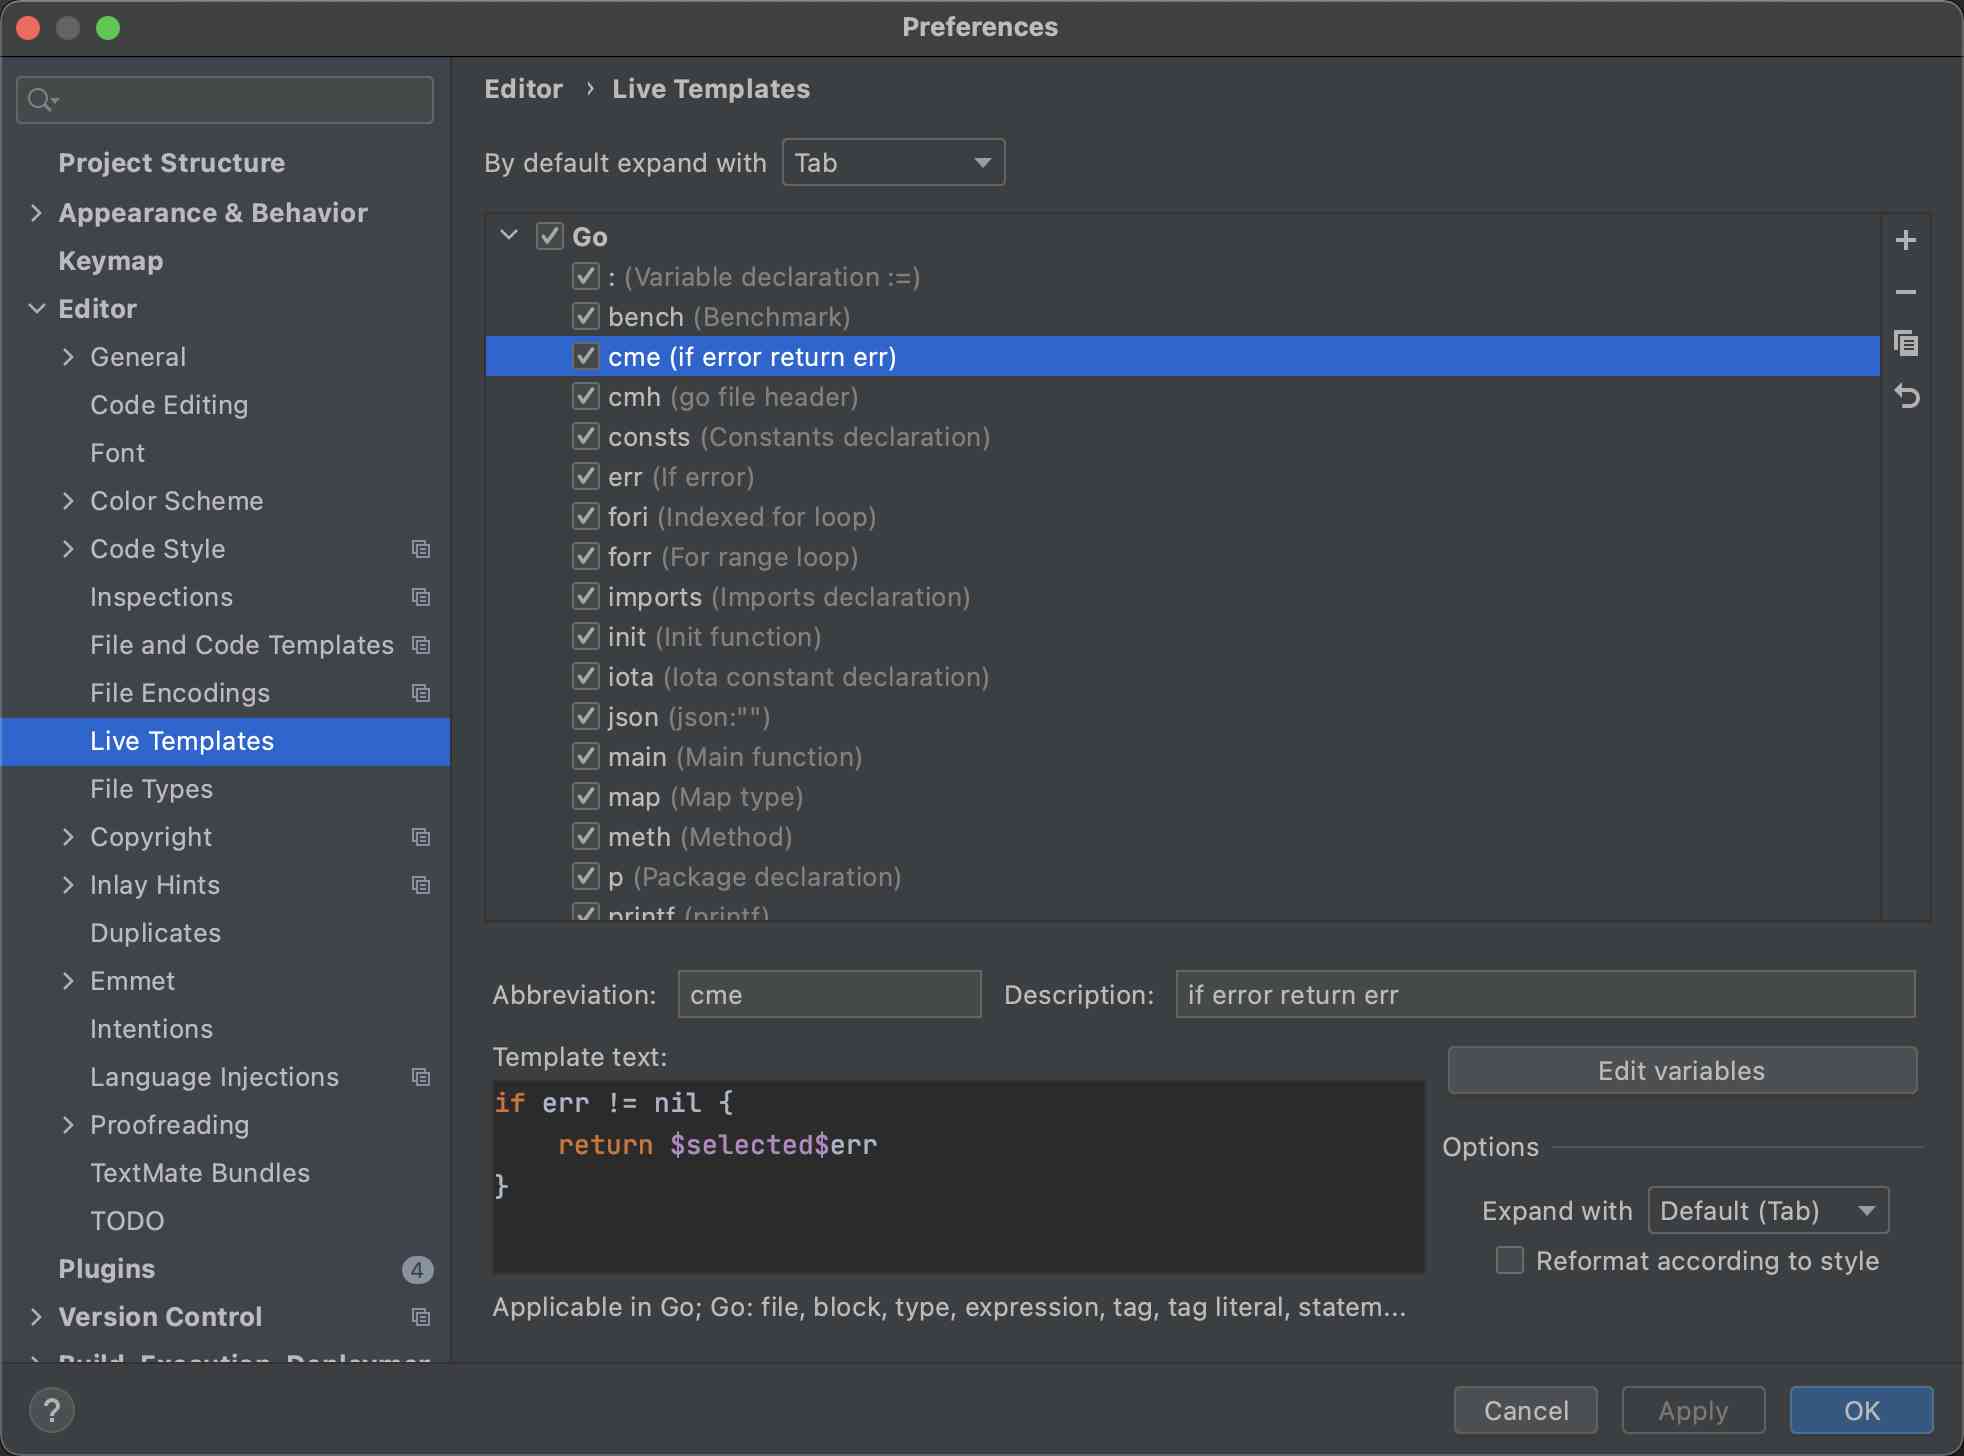 Preferences
Project Structure
Appearance & Behavior
Keymap
Editor
General
Code Editing
Font
Color Scheme
Code Style
Inspections
File and Code Templates
File Encodings
Live Templates
File Types
Copyright
Inlay Hints
Duplicates
Emmet
Intentions
Language Injections
Proofreading
TextMate Bundles
TODO
Plugins 4
Version Control
Build, Execution, Deploymen
Editor › Live Templates
By default expand with Tab
Go
: (Variable declaration :=)
bench (Benchmark)
cme (if error return err)
cmh (go file header)
consts (Constants declaration)
err (If error)
fori (Indexed for loop)
forr (For range loop)
imports (Imports declaration)
init (Init function)
iota (Iota constant declaration)
json (json:"")
main (Main function)
map (Map type)
meth (Method)
p (Package declaration)
printf (printf)
Abbreviation: cme Description: if error return err
Template text:
if err != nil {
    return $selected$err
}
Edit variables
Options
Expand with Default (Tab)
Reformat according to style
Applicable in Go; Go: file, block, type, expression, tag, tag literal, statem...
?
Cancel Apply OK